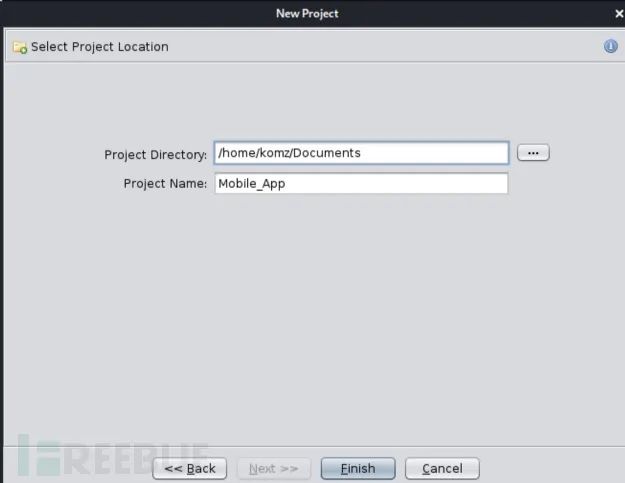 New Project
Select Project Location
Project Directory: /home/komz/Documents ...
Project Name: Mobile_App
FREEBUF
<< Back Next >> Finish Cancel